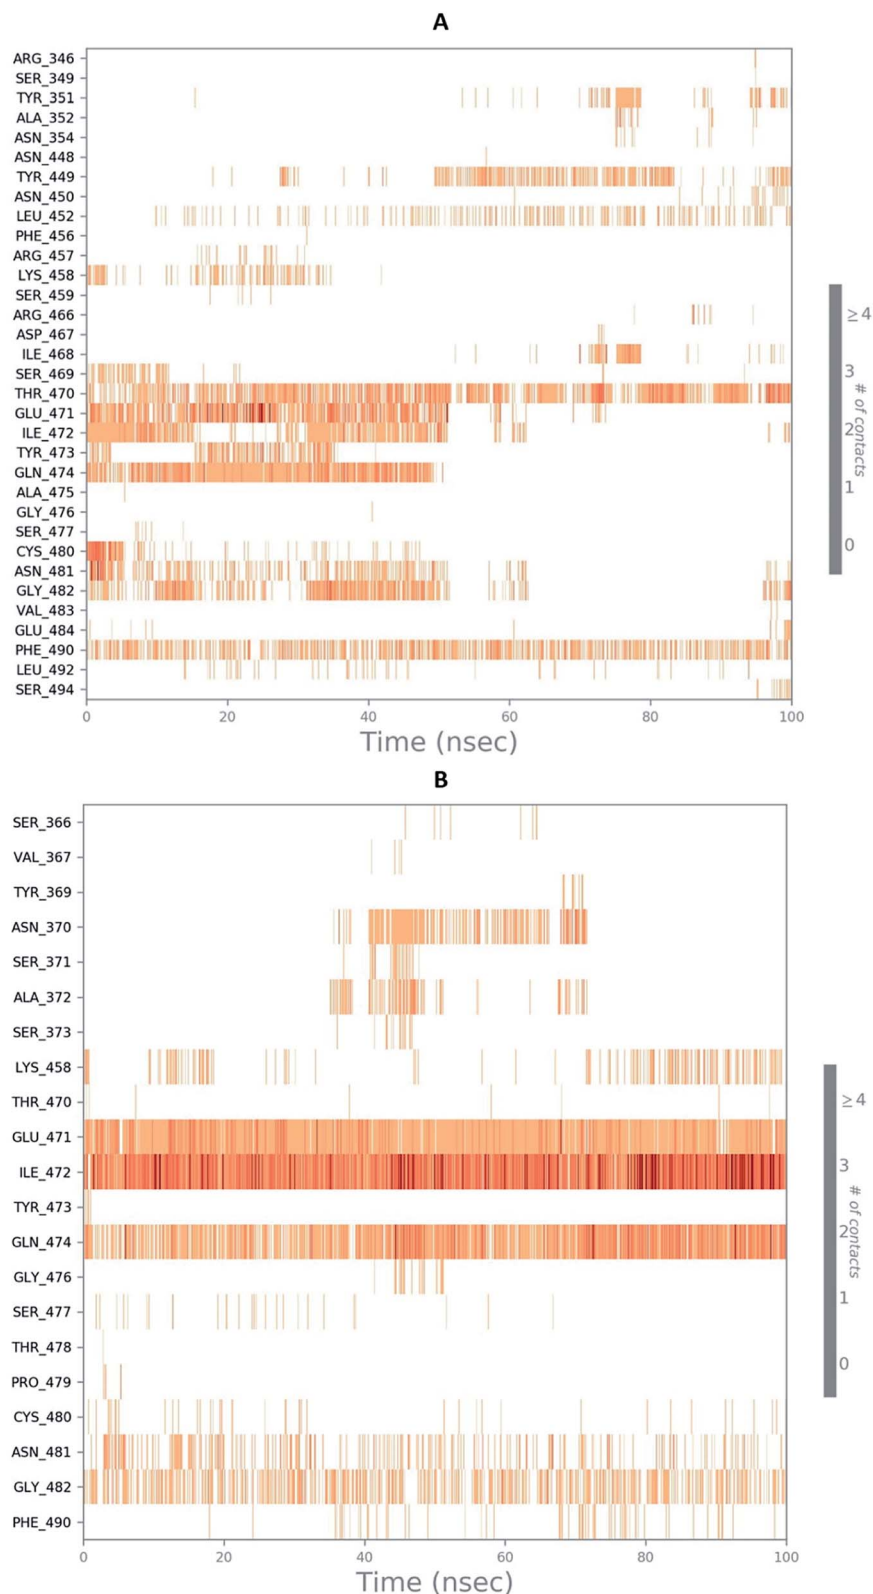 A
ARG_346
SER_349
TYR_351
ALA_352
ASN_354
ASN_448
TYR_449
ASN_450
LEU_452
PHE_456
ARG_457
LYS_458
SER_459
ARG_466
ASP_467
ILE_468
SER_469
THR_470
GLU_471
ILE_472
TYR_473
GLN_474
ALA_475
GLY_476
SER_477
CYS_480
ASN_481
GLY_482
VAL_483
GLU_484
PHE_490
LEU_492
SER_494
≥4
3
2
1
0
# of contacts
0 20 40 60 80 100
Time (nsec)
B
SER_366
VAL_367
TYR_369
ASN_370
SER_371
ALA_372
SER_373
LYS_458
THR_470
GLU_471
ILE_472
TYR_473
GLN_474
GLY_476
SER_477
THR_478
PRO_479
CYS_480
ASN_481
GLY_482
PHE_490
≥4
3
2
1
0
# of contacts
0 20 40 60 80 100
Time (nsec)